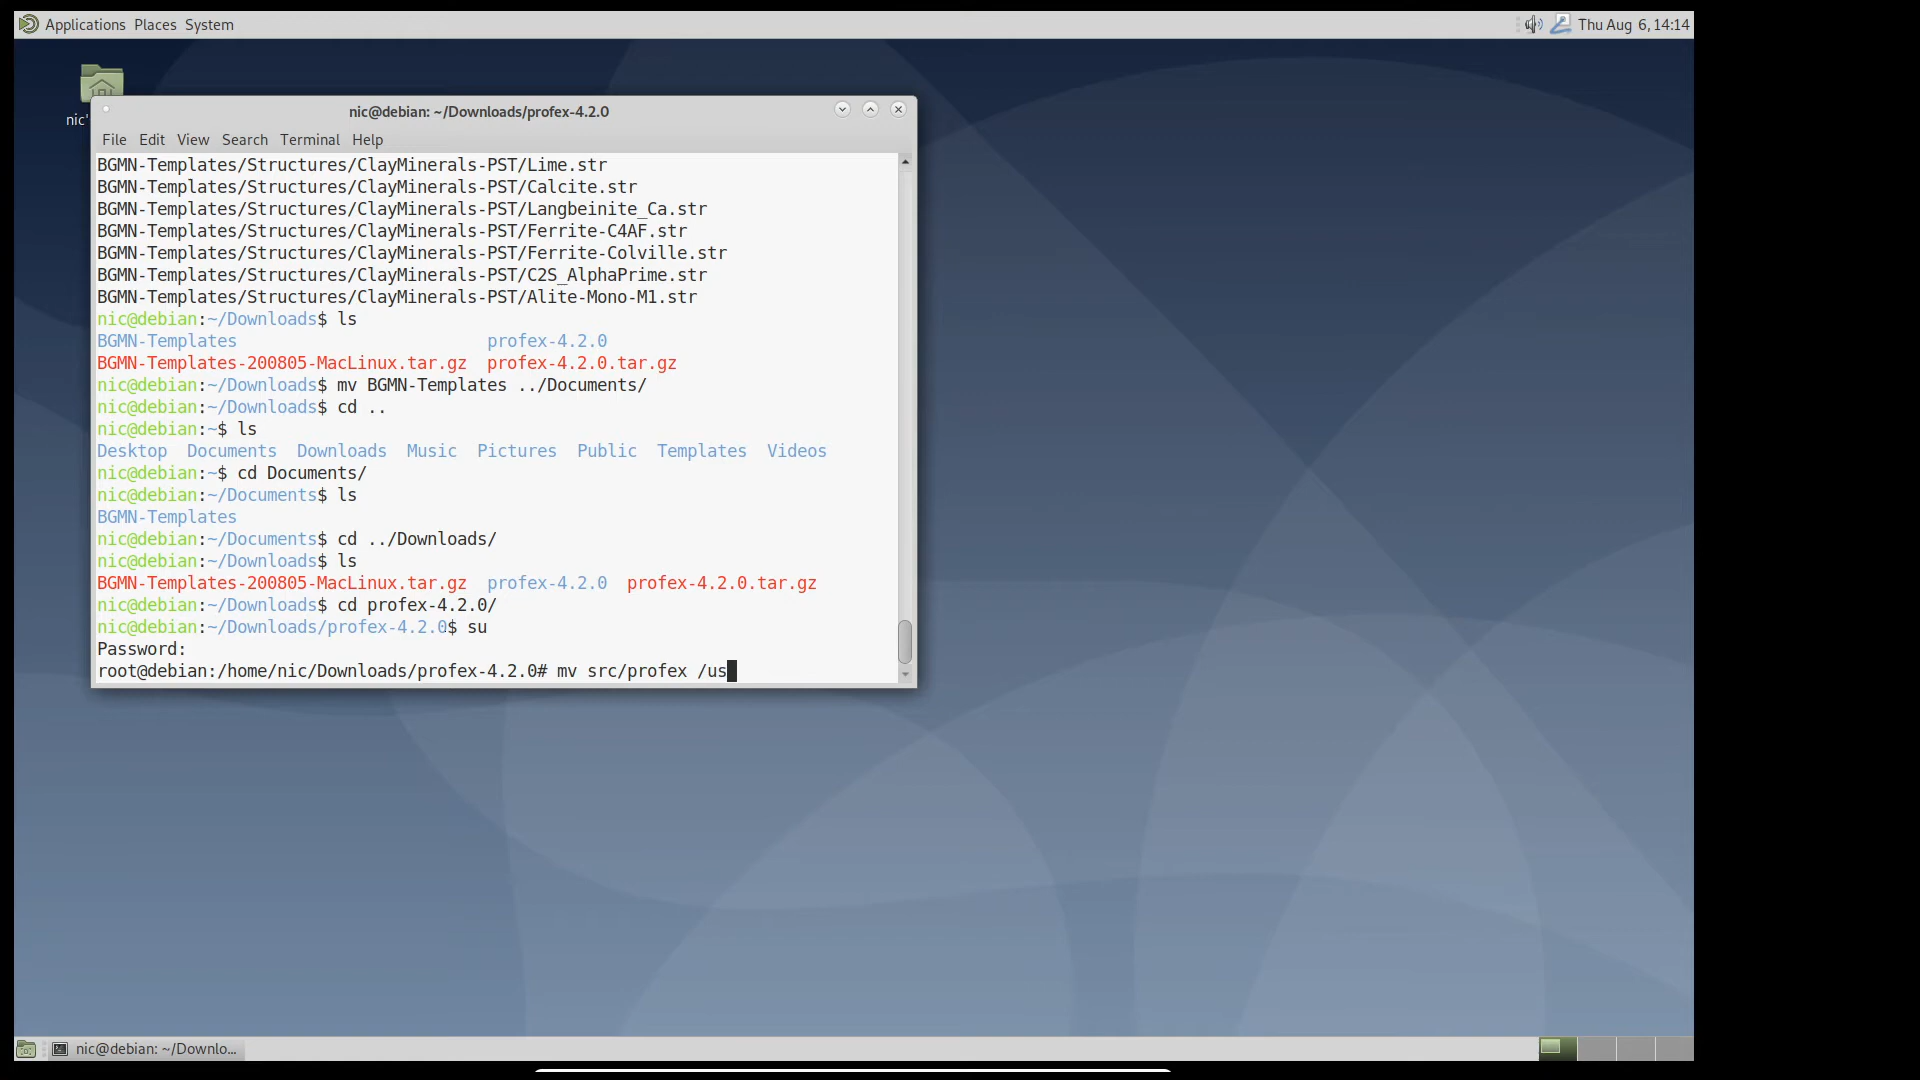 Applications Places System
Thu Aug 6, 14:14
nic'
nic@debian: ~/Downloads/profex-4.2.0
File Edit View Search Terminal Help
BGMN-Templates/Structures/ClayMinerals-PST/Lime.str
BGMN-Templates/Structures/ClayMinerals-PST/Calcite.str
BGMN-Templates/Structures/ClayMinerals-PST/Langbeinite_Ca.str
BGMN-Templates/Structures/ClayMinerals-PST/Ferrite-C4AF.str
BGMN-Templates/Structures/ClayMinerals-PST/Ferrite-Colville.str
BGMN-Templates/Structures/ClayMinerals-PST/C2S_AlphaPrime.str
BGMN-Templates/Structures/ClayMinerals-PST/Alite-Mono-M1.str
nic@debian:~/Downloads$ ls
BGMN-Templates profex-4.2.0
BGMN-Templates-200805-MacLinux.tar.gz profex-4.2.0.tar.gz
nic@debian:~/Downloads$ mv BGMN-Templates ../Documents/
nic@debian:~/Downloads$ cd ..
nic@debian:~$ ls
Desktop Documents Downloads Music Pictures Public Templates Videos
nic@debian:~$ cd Documents/
nic@debian:~/Documents$ ls
BGMN-Templates
nic@debian:~/Documents$ cd ../Downloads/
nic@debian:~/Downloads$ ls
BGMN-Templates-200805-MacLinux.tar.gz profex-4.2.0 profex-4.2.0.tar.gz
nic@debian:~/Downloads$ cd profex-4.2.0/
nic@debian:~/Downloads/profex-4.2.0$ su
Password:
root@debian:/home/nic/Downloads/profex-4.2.0# mv src/profex /us
nic@debian: ~/Downlo...